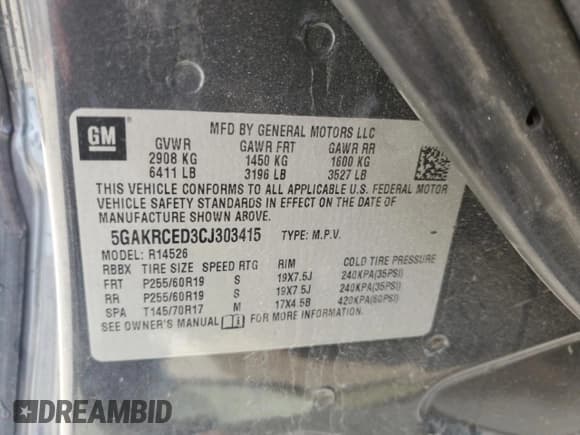 GM
MFD BY GENERAL MOTORS LLC
GVWR GAWR FRT GAWR RR
2908 KG 1450 KG 1600 KG
6411 LB 3196 LB 3527 LB
THIS VEHICLE CONFORMS TO ALL APPLICABLE U.S. FEDERAL MOTOR
VEHICLE SAFETY STANDARDS IN EFFECT ON THE DATE OF
MANUFACTURE SHOWN ABOVE.
5GAKRCED3CJ303415 TYPE: M.P.V.
MODEL: R14526
RBBX TIRE SIZE SPEED RTG RIM COLD TIRE PRESSURE
FRT P255/60R19 S 19X7.5J 240KPA(35PSI)
RR P255/60R19 S 19X7.5J 240KPA(35PSI)
SPA T145/70R17 M 17X4.5B 420KPA(60PSI)
SEE OWNER'S MANUAL FOR MORE INFORMATION.
DREAMBID